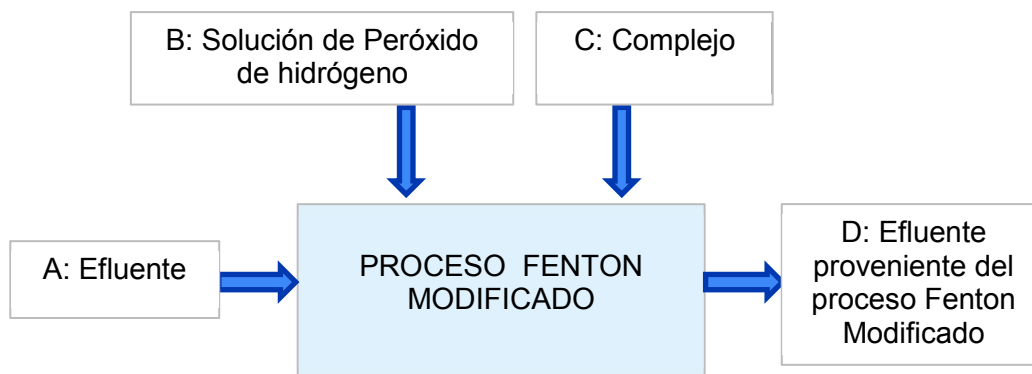 B: Solución de Peróxido
de hidrógeno
C: Complejo
A: Efluente
PROCESO FENTON
MODIFICADO
D: Efluente
proveniente del
proceso Fenton
Modificado